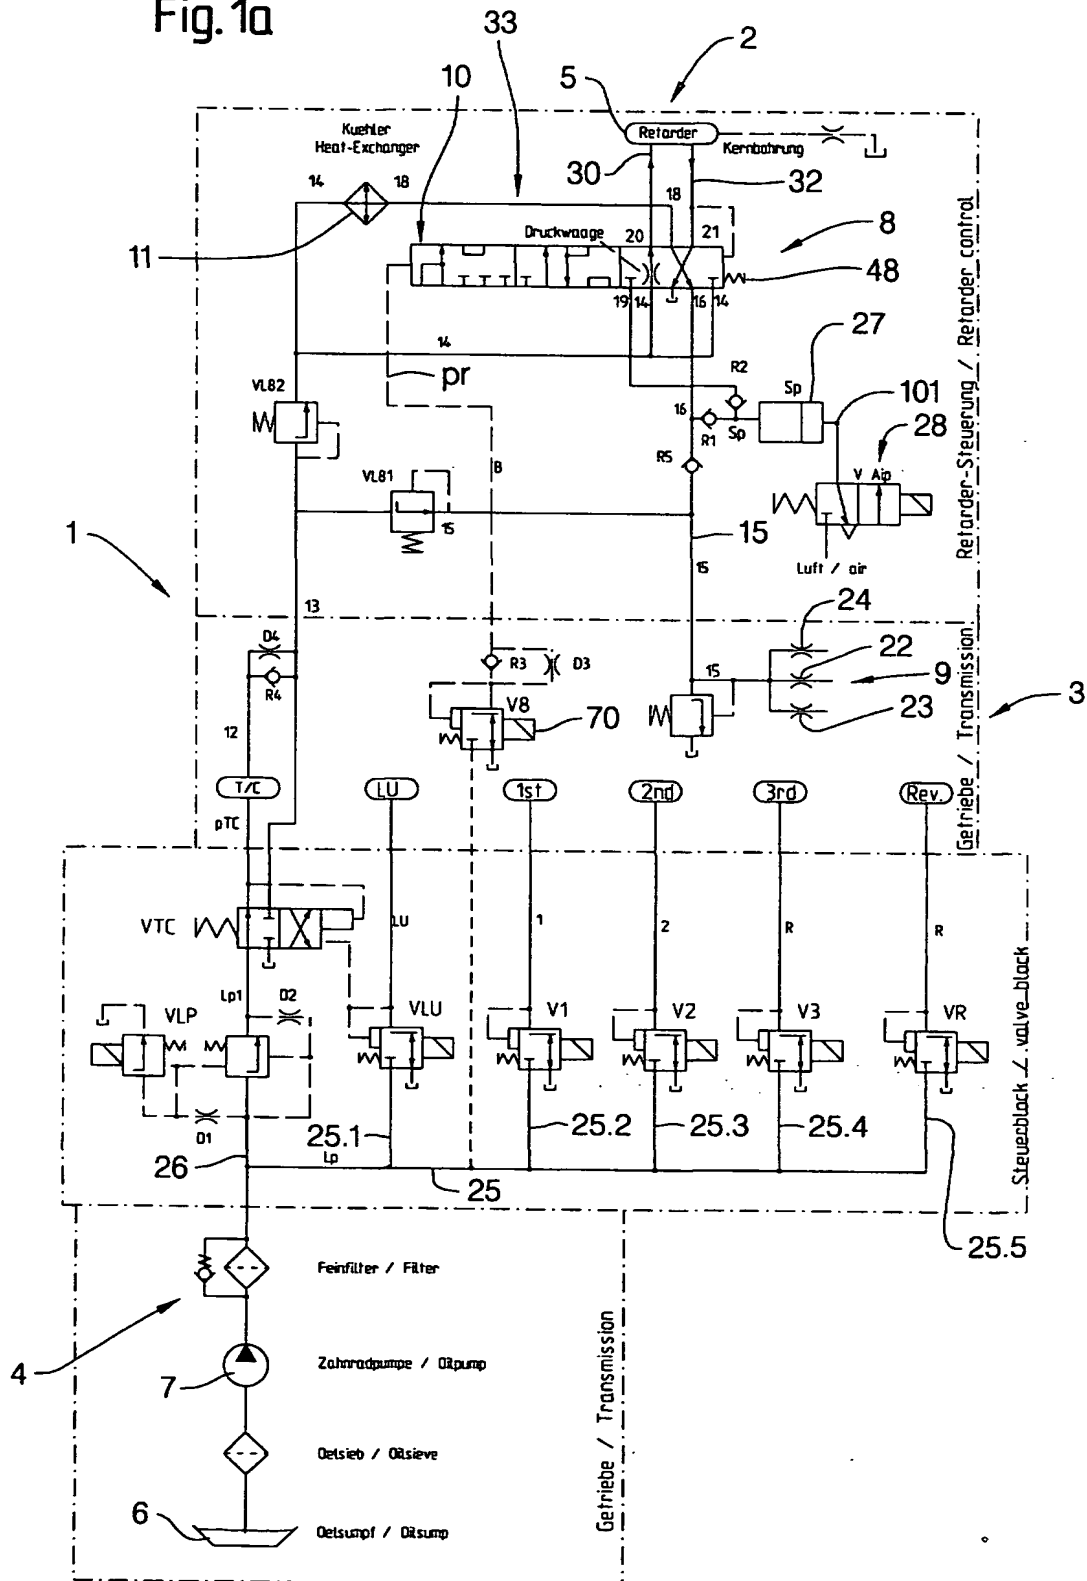 Fig. 1a
33
2
10
5
Kuehler
Heat-Exchanger
Retarder
Kernbohrung
30
32
14
18
18
8
Druckwaage
20
21
11
48
19
14
16
14
14
27
pr
R2
VL82
Sp
101
16
R1
Sp
28
R5
B
V
VL81
15
1
15
15
Luft / air
Retarder-Steuerung / Retarder control
13
24
D4
R3
D3
22
R4
15
9
3
V8
70
23
12
T/C
LU
1st
2nd
3rd
Rev.
pTC
Getriebe / Transmission
VTC
LU
1
2
R
R
Lp1
D2
VLP
VLU
V1
V2
V3
VR
D1
25.1
25.2
25.3
25.4
26
Lp
25
Steuerblock / valve block
25.5
Feinfilter / Filter
4
7
Zahnradpumpe / Oilpump
Oelsieb / Oilsieve
6
Oelsumpf / Oilsump
Getriebe / Transmission